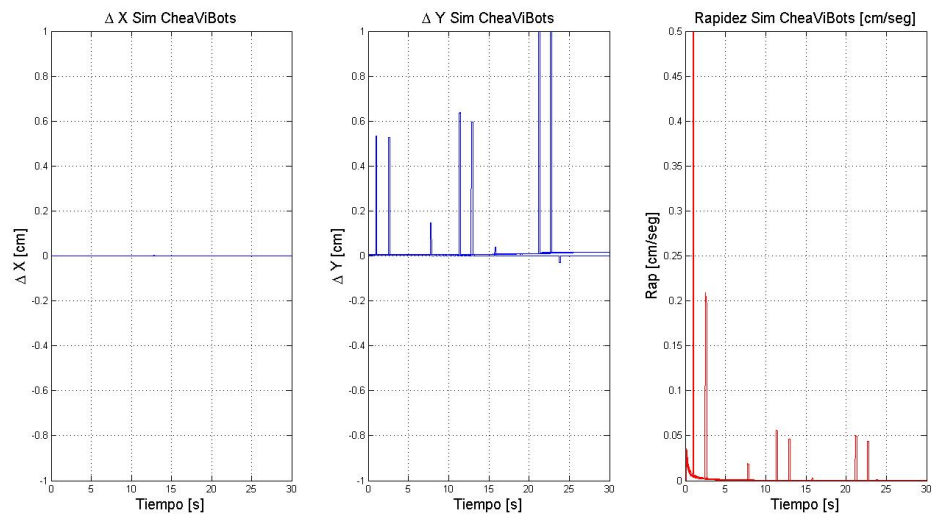 Δ X Sim CheaViBots
Δ X [cm]
1
0.8
0.6
0.4
0.2
0
-0.2
-0.4
-0.6
-0.8
-1
0 5 10 15 20 25 30
Tiempo [s]
Δ Y Sim CheaViBots
Δ Y [cm]
1
0.8
0.6
0.4
0.2
0
-0.2
-0.4
-0.6
-0.8
-1
0 5 10 15 20 25 30
Tiempo [s]
Rapidez Sim CheaViBots [cm/seg]
Rap [cm/seg]
0.5
0.45
0.4
0.35
0.3
0.25
0.2
0.15
0.1
0.05
0
0 5 10 15 20 25 30
Tiempo [s]